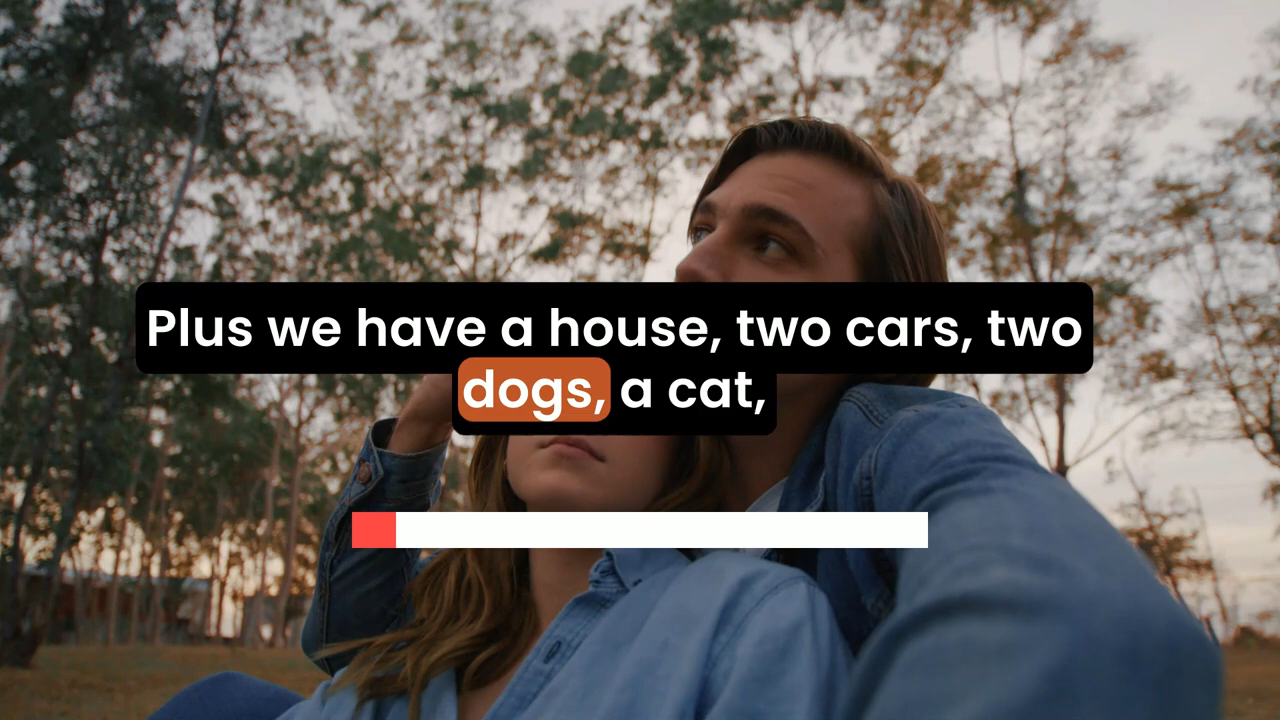 Plus we have a house, two cars, two
dogs, a cat,